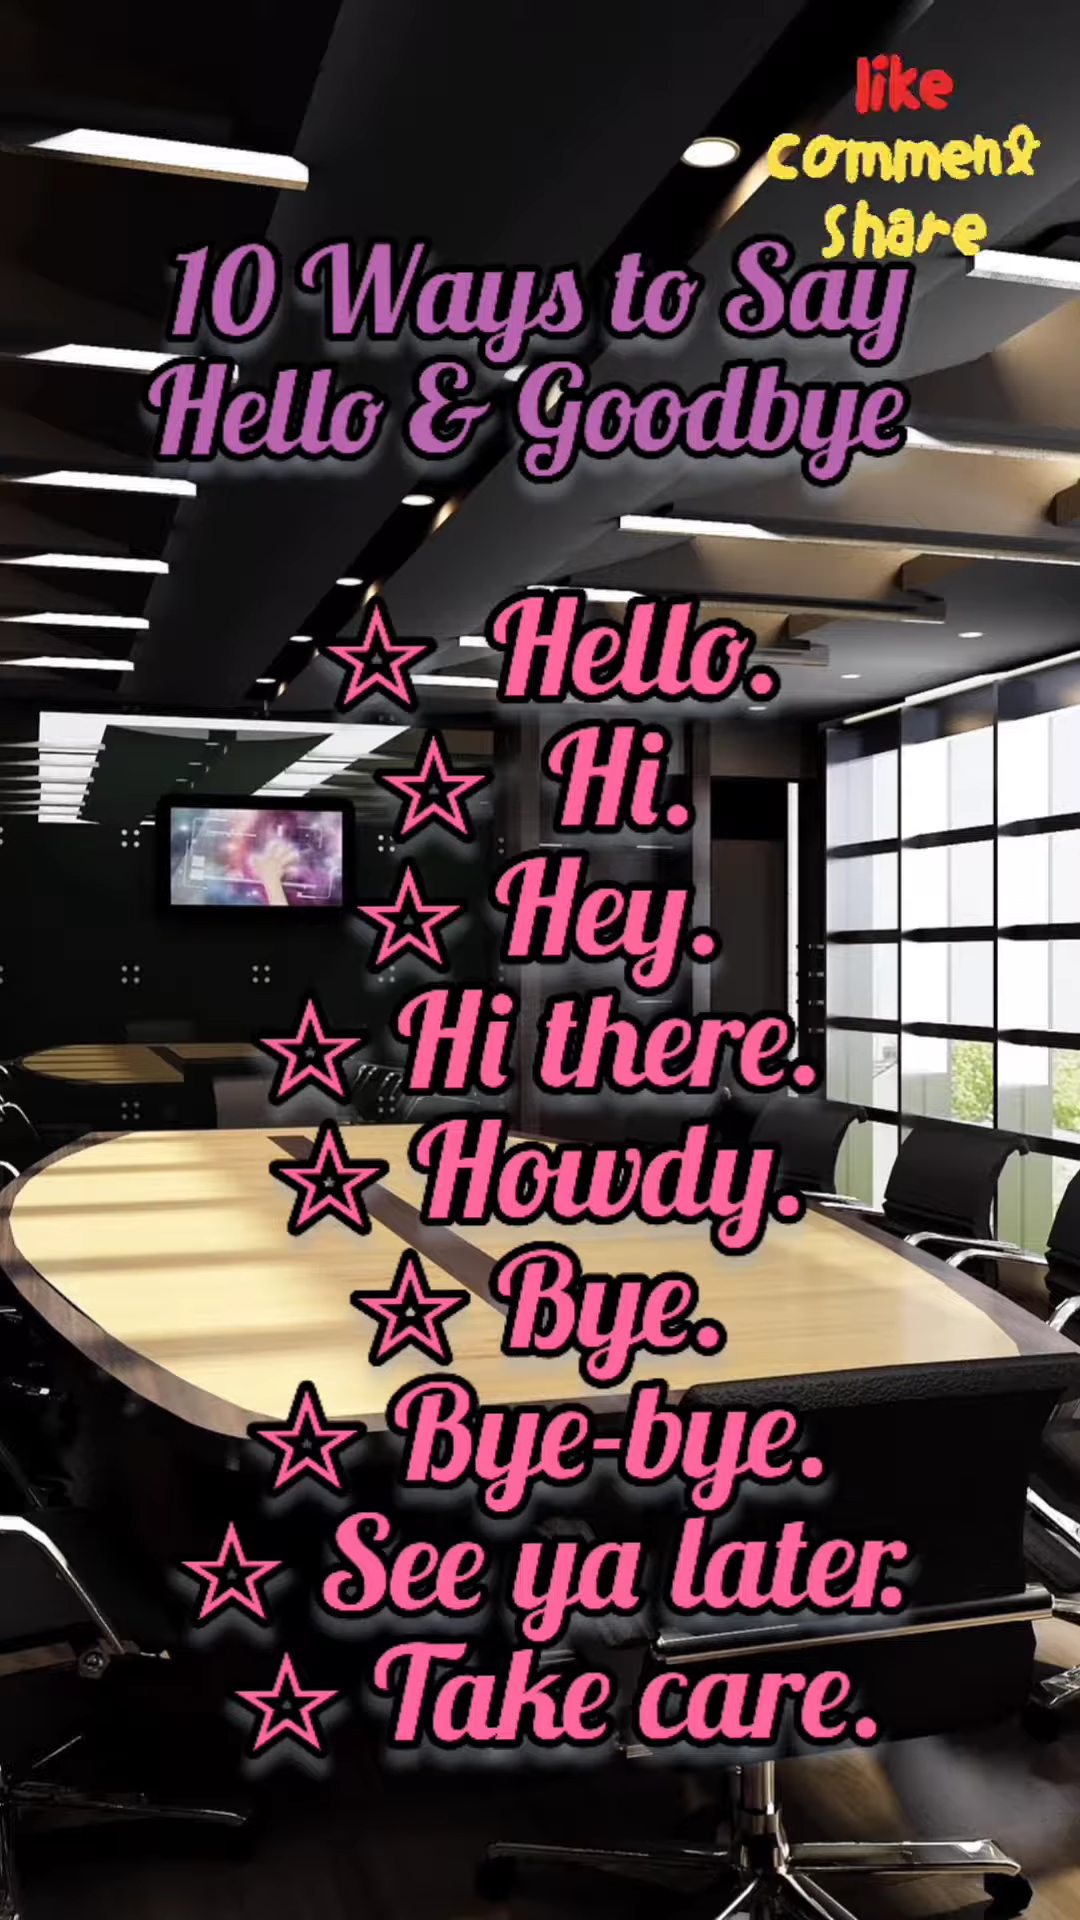 like
comment
share
10 Ways to Say
Hello & Goodbye
☆ Hello.
☆ Hi.
☆ Hey.
☆ Hi there.
☆ Howdy.
☆ Bye.
☆ Bye-bye.
☆ See ya later.
☆ Take care.